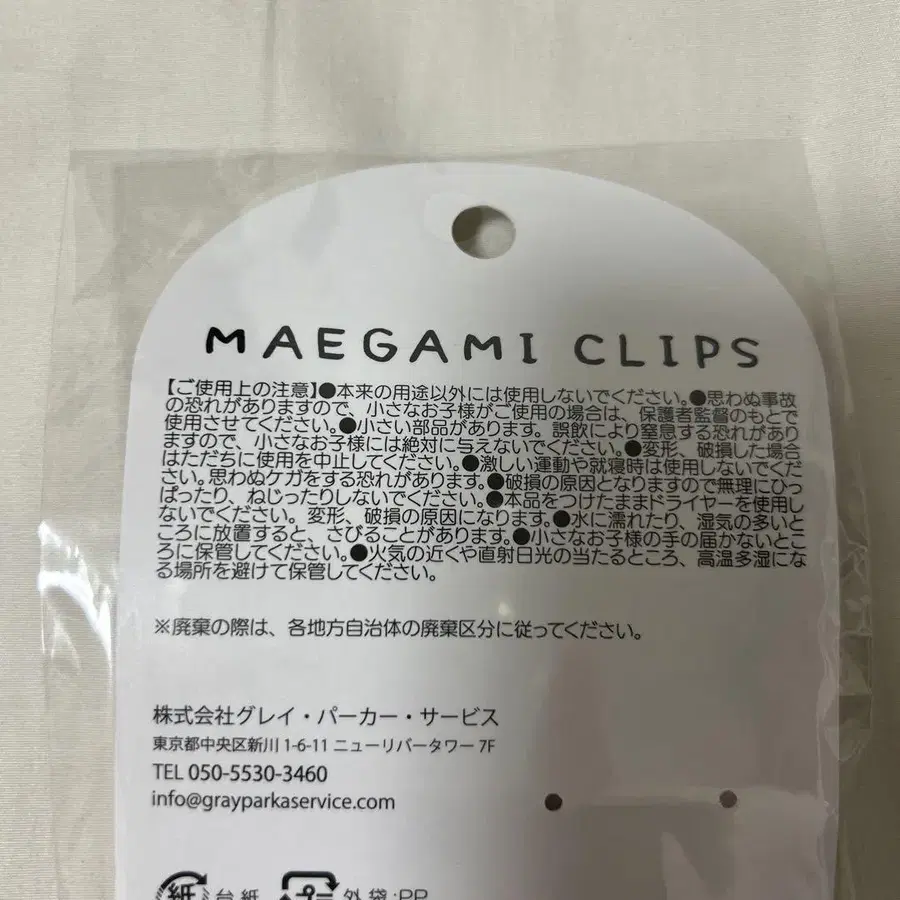 MAEGAMI CLIPS
【ご使用上の注意】●本来の用途以外には使用しないでください。●思わぬ事故
の恐れがありますので、小さなお子様がご使用の場合は、保護者監督のもとで
使用させてください。●小さい部品があります。誤飲により窒息する恐れがあり
ますので、小さなお子様には絶対に与えないでください。●変形、破損した場合
はただちに使用を中止してください。●激しい運動や就寝時は使用しないでくだ
さい。思わぬケガをする恐れがあります。●破損の原因となりますので無理にひっ
ぱったり、ねじったりしないでください。●本品をつけたままドライヤーを使用し
ないでください。変形、破損の原因になります。●水に濡れたり、湿気の多いと
ころに放置すると、さびることがあります。●小さなお子様の手の届かないとこ
ろに保管してください。●火気の近くや直射日光の当たるところ、高温多湿にな
る場所を避けて保管してください。
※廃棄の際は、各地方自治体の廃棄区分に従ってください。
株式会社グレイ・パーカー・サービス
東京都中央区新川 1-6-11 ニューリバータワー 7F
TEL 050-5530-3460
info@grayparkaservice.com
紙 台紙 プラ 外袋:PP